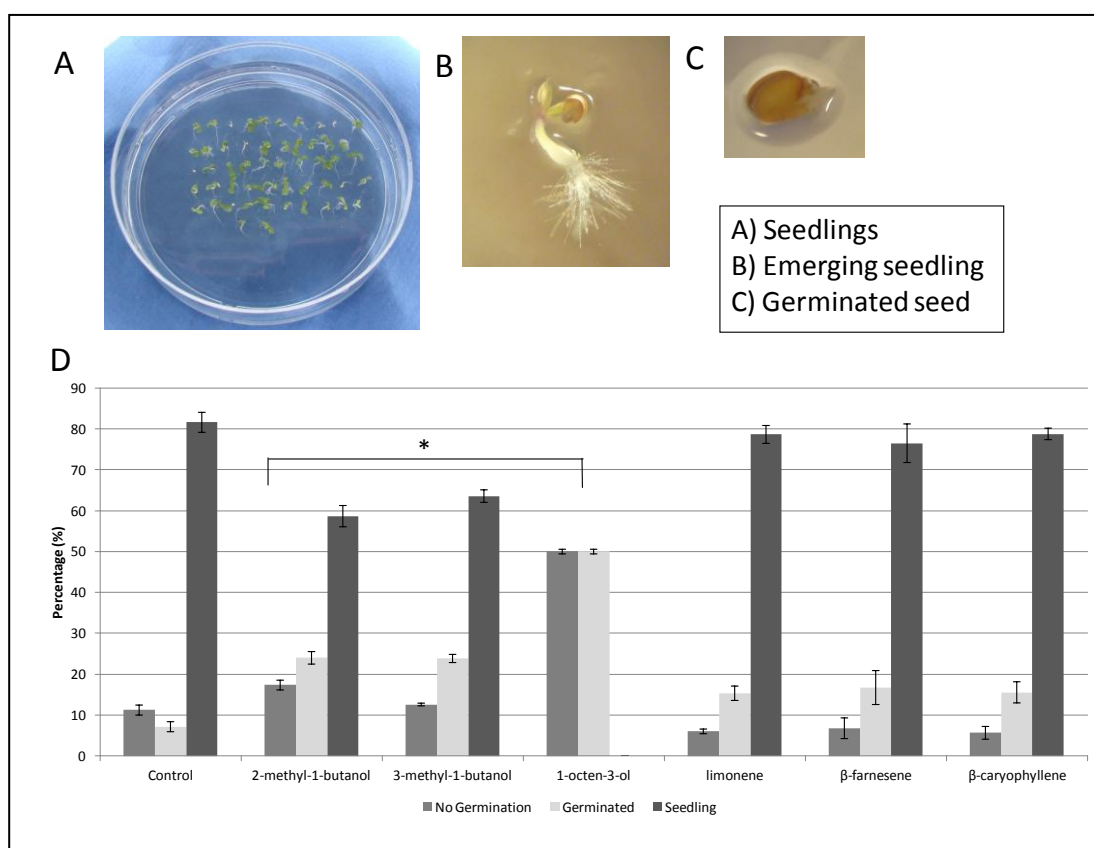 A
B
C
A) Seedlings
B) Emerging seedling
C) Germinated seed
D
Percentage (%)
90
80
70
60
50
40
30
20
10
0
*
Control 2-methyl-1-butanol 3-methyl-1-butanol 1-octen-3-ol limonene β-farnesene β-caryophyllene
No Germination Germinated Seedling